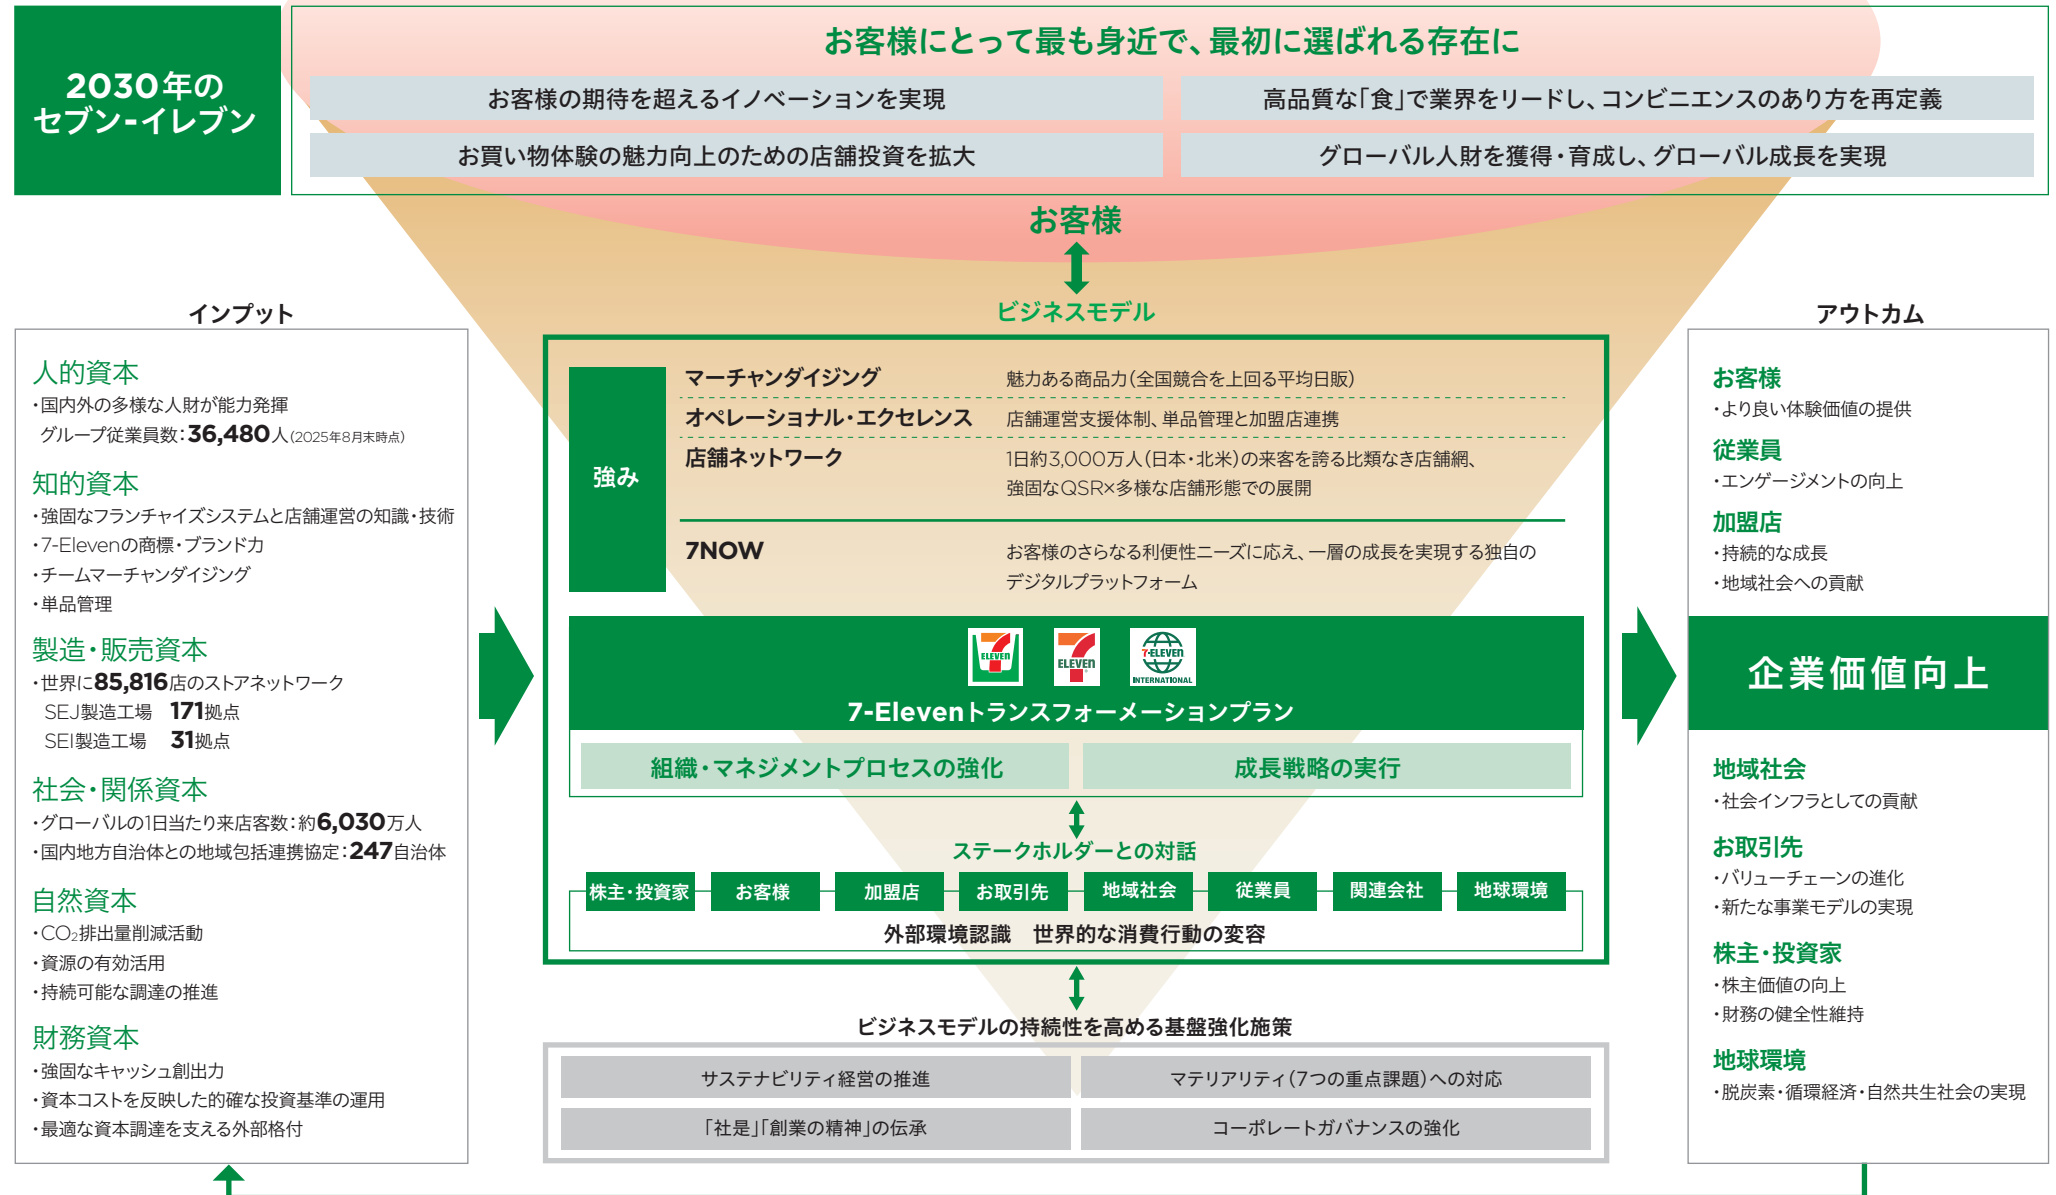 2030年の
セブン-イレブン
お客様にとって最も身近で、最初に選ばれる存在に
お客様の期待を超えるイノベーションを実現
高品質な「食」で業界をリードし、コンビニエンスのあり方を再定義
お買い物体験の魅力向上のための店舗投資を拡大
グローバル人財を獲得・育成し、グローバル成長を実現
お客様
ビジネスモデル
インプット
人的資本
・国内外の多様な人財が能力発揮
グループ従業員数：36,480人（2025年8月末時点）
知的資本
・強固なフランチャイズシステムと店舗運営の知識・技術
・7-Elevenの商標・ブランド力
・チームマーチャンダイジング
・単品管理
製造・販売資本
・世界に85,816店のストアネットワーク
SEJ製造工場 171拠点
SEI製造工場 31拠点
社会・関係資本
・グローバルの1日当たり来店客数：約6,030万人
・国内地方自治体との地域包括連携協定：247自治体
自然資本
・CO₂排出量削減活動
・資源の有効活用
・持続可能な調達の推進
財務資本
・強固なキャッシュ創出力
・資本コストを反映した的確な投資基準の運用
・最適な資本調達を支える外部格付
強み
マーチャンダイジング 魅力ある商品力（全国競合を上回る平均日販）
オペレーショナル・エクセレンス 店舗運営支援体制、単品管理と加盟店連携
店舗ネットワーク 1日約3,000万人（日本・北米）の来客を誇る比類なき店舗網、
強固なQSR×多様な店舗形態での展開
7NOW お客様のさらなる利便性ニーズに応え、一層の成長を実現する独自の
デジタルプラットフォーム
7 ELEVEN
7 ELEVEN
7-ELEVEN INTERNATIONAL
7-Elevenトランスフォーメーションプラン
組織・マネジメントプロセスの強化
成長戦略の実行
ステークホルダーとの対話
株主・投資家 お客様 加盟店 お取引先 地域社会 従業員 関連会社 地球環境
外部環境認識 世界的な消費行動の変容
ビジネスモデルの持続性を高める基盤強化施策
サステナビリティ経営の推進
マテリアリティ（7つの重点課題）への対応
「社是」「創業の精神」の伝承
コーポレートガバナンスの強化
アウトカム
お客様
・より良い体験価値の提供
従業員
・エンゲージメントの向上
加盟店
・持続的な成長
・地域社会への貢献
企業価値向上
地域社会
・社会インフラとしての貢献
お取引先
・バリューチェーンの進化
・新たな事業モデルの実現
株主・投資家
・株主価値の向上
・財務の健全性維持
地球環境
・脱炭素・循環経済・自然共生社会の実現